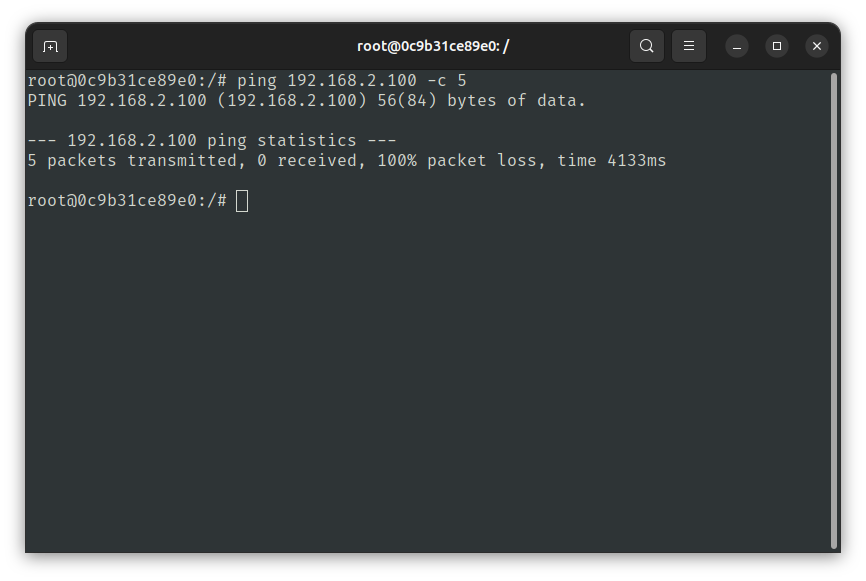 root@0c9b31ce89e0: /
root@0c9b31ce89e0:/# ping 192.168.2.100 -c 5
PING 192.168.2.100 (192.168.2.100) 56(84) bytes of data.
--- 192.168.2.100 ping statistics ---
5 packets transmitted, 0 received, 100% packet loss, time 4133ms
root@0c9b31ce89e0:/#